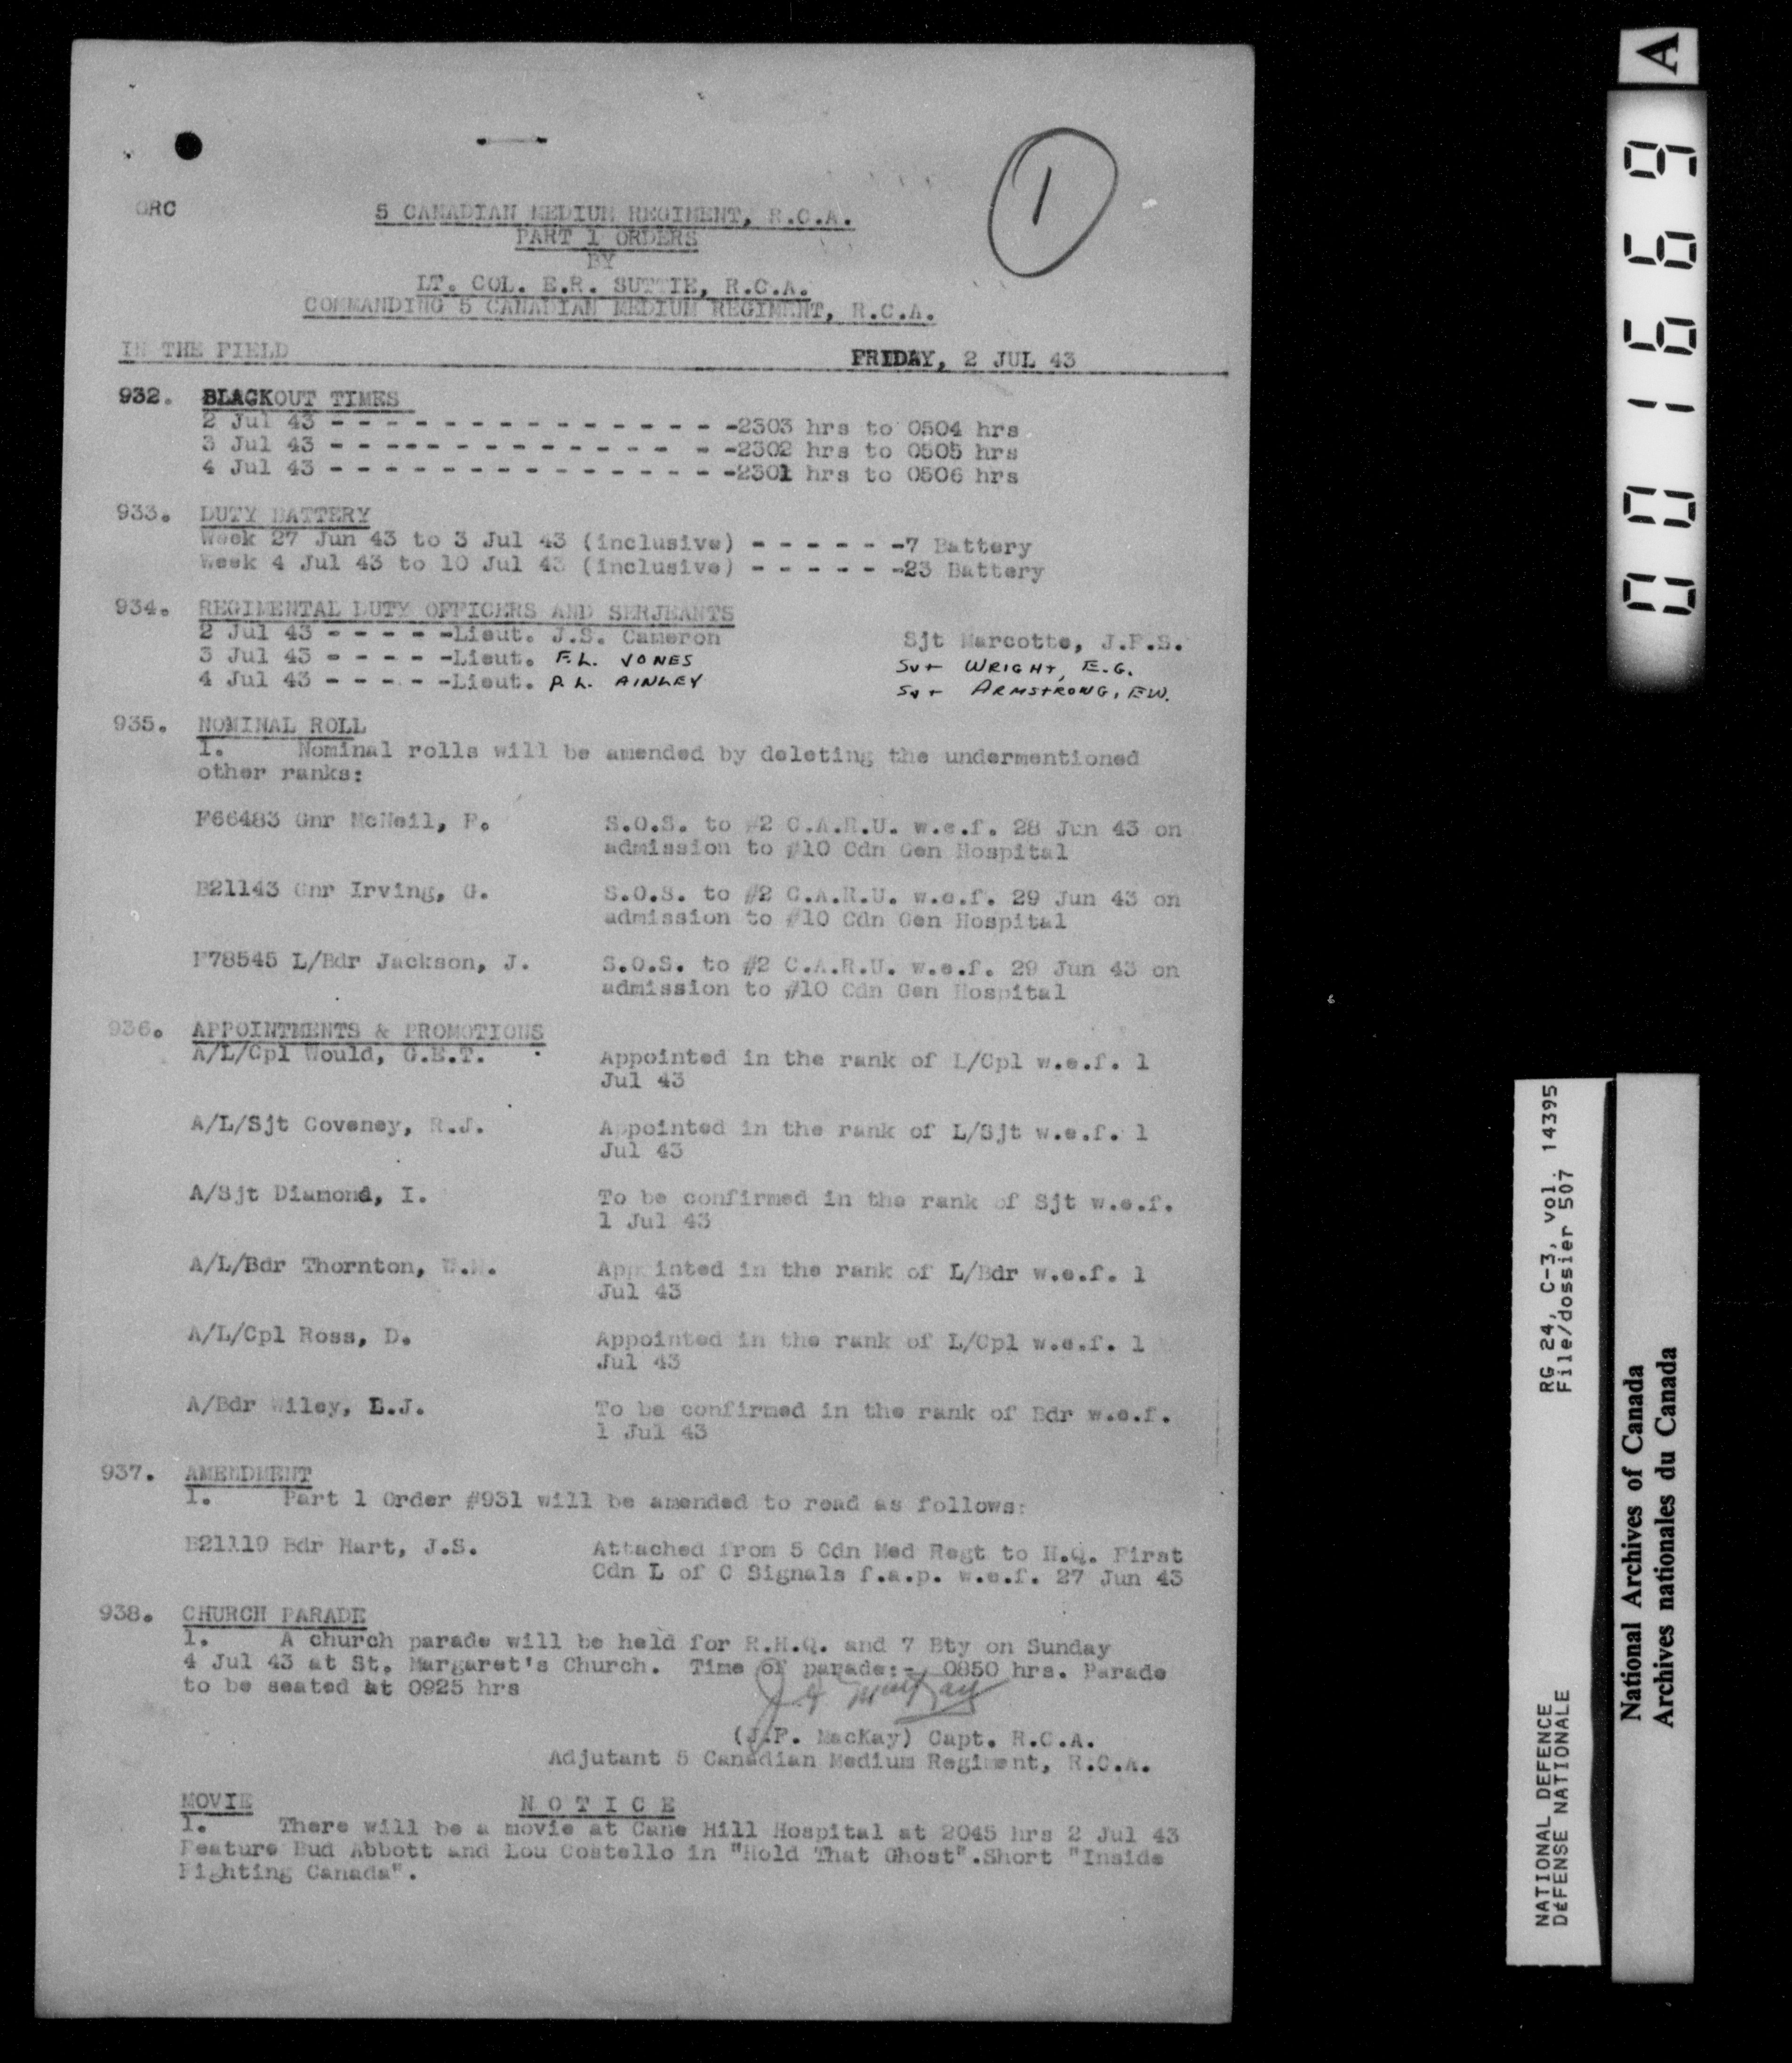 1
ORC
5 CANADIAN MEDIUM REGIMENT, R.C.A.
PART 1 ORDERS
BY
LT. COL. E.R. SUTTIE, R.C.A.
COMMANDING 5 CANADIAN MEDIUM REGIMENT, R.C.A.
IN THE FIELD FRIDAY, 2 JUL 43
932. BLACKOUT TIMES
2 Jul 43 - - - - - - - - - - - - - - -2303 hrs to 0504 hrs
3 Jul 43 - - - - - - - - - - - - - - -2302 hrs to 0505 hrs
4 Jul 43 - - - - - - - - - - - - - - -2301 hrs to 0506 hrs
933. DUTY BATTERY
Week 27 Jun 43 to 3 Jul 43 (inclusive) - - - - - -7 Battery
Week 4 Jul 43 to 10 Jul 43 (inclusive) - - - - - -23 Battery
934. REGIMENTAL DUTY OFFICERS AND SERJEANTS
2 Jul 43 - - - - -Lieut. J.S. Cameron Sjt Marcotte, J.P.S.
3 Jul 43 - - - - -Lieut. F.L. JONES SJT WRIGHT, E.G.
4 Jul 43 - - - - -Lieut. P.L. AINLEY SJT ARMSTRONG, EW.
935. NOMINAL ROLL
1. Nominal rolls will be amended by deleting the undermentioned
other ranks:
F66483 Gnr McNeil, P. S.O.S. to #2 C.A.R.U. w.e.f. 28 Jun 43 on
admission to #10 Cdn Gen Hospital
B21143 Gnr Irving, G. S.O.S. to #2 C.A.R.U. w.e.f. 29 Jun 43 on
admission to #10 Cdn Gen Hospital
F78545 L/Bdr Jackson, J. S.O.S. to #2 C.A.R.U. w.e.f. 29 Jun 43 on
admission to #10 Cdn Gen Hospital
936. APPOINTMENTS & PROMOTIONS
A/L/Cpl Would, G.E.T. Appointed in the rank of L/Cpl w.e.f. 1
Jul 43
A/L/Sjt Coveney, R.J. Appointed in the rank of L/Sjt w.e.f. 1
Jul 43
A/Sjt Diamond, I. To be confirmed in the rank of Sjt w.e.f.
1 Jul 43
A/L/Bdr Thornton, Appointed in the rank of L/Bdr w.e.f. 1
Jul 43
A/L/Cpl Ross, D. Appointed in the rank of L/Cpl w.e.f. 1
Jul 43
A/Bdr Wiley, L.J. To be confirmed in the rank of Bdr w.e.f.
1 Jul 43
937. AMENDMENT
1. Part 1 Order #931 will be amended to read as follows:
B21119 Bdr Hart, J.S. Attached from 5 Cdn Med Regt to H.Q. First
Cdn L of C Signals f.a.p. w.e.f. 27 Jun 43
938. CHURCH PARADE
1. A church parade will be held for R.H.Q. and 7 Bty on Sunday
4 Jul 43 at St. Margaret's Church. Time of parade:- 0850 hrs. Parade
to be seated at 0925 hrs
(J.P. MacKay) Capt. R.C.A.
Adjutant 5 Canadian Medium Regiment, R.C.A.
MOVIE N O T I C E
1. There will be a movie at Cane Hill Hospital at 2045 hrs 2 Jul 43
Feature Bud Abbott and Lou Costello in "Hold That Ghost".Short "Inside
Fighting Canada".
001669 A
NATIONAL DEFENCE RG 24, C-3, vol. 14395
DéFENSE NATIONALE File/dossier 507
National Archives of Canada
Archives nationales du Canada